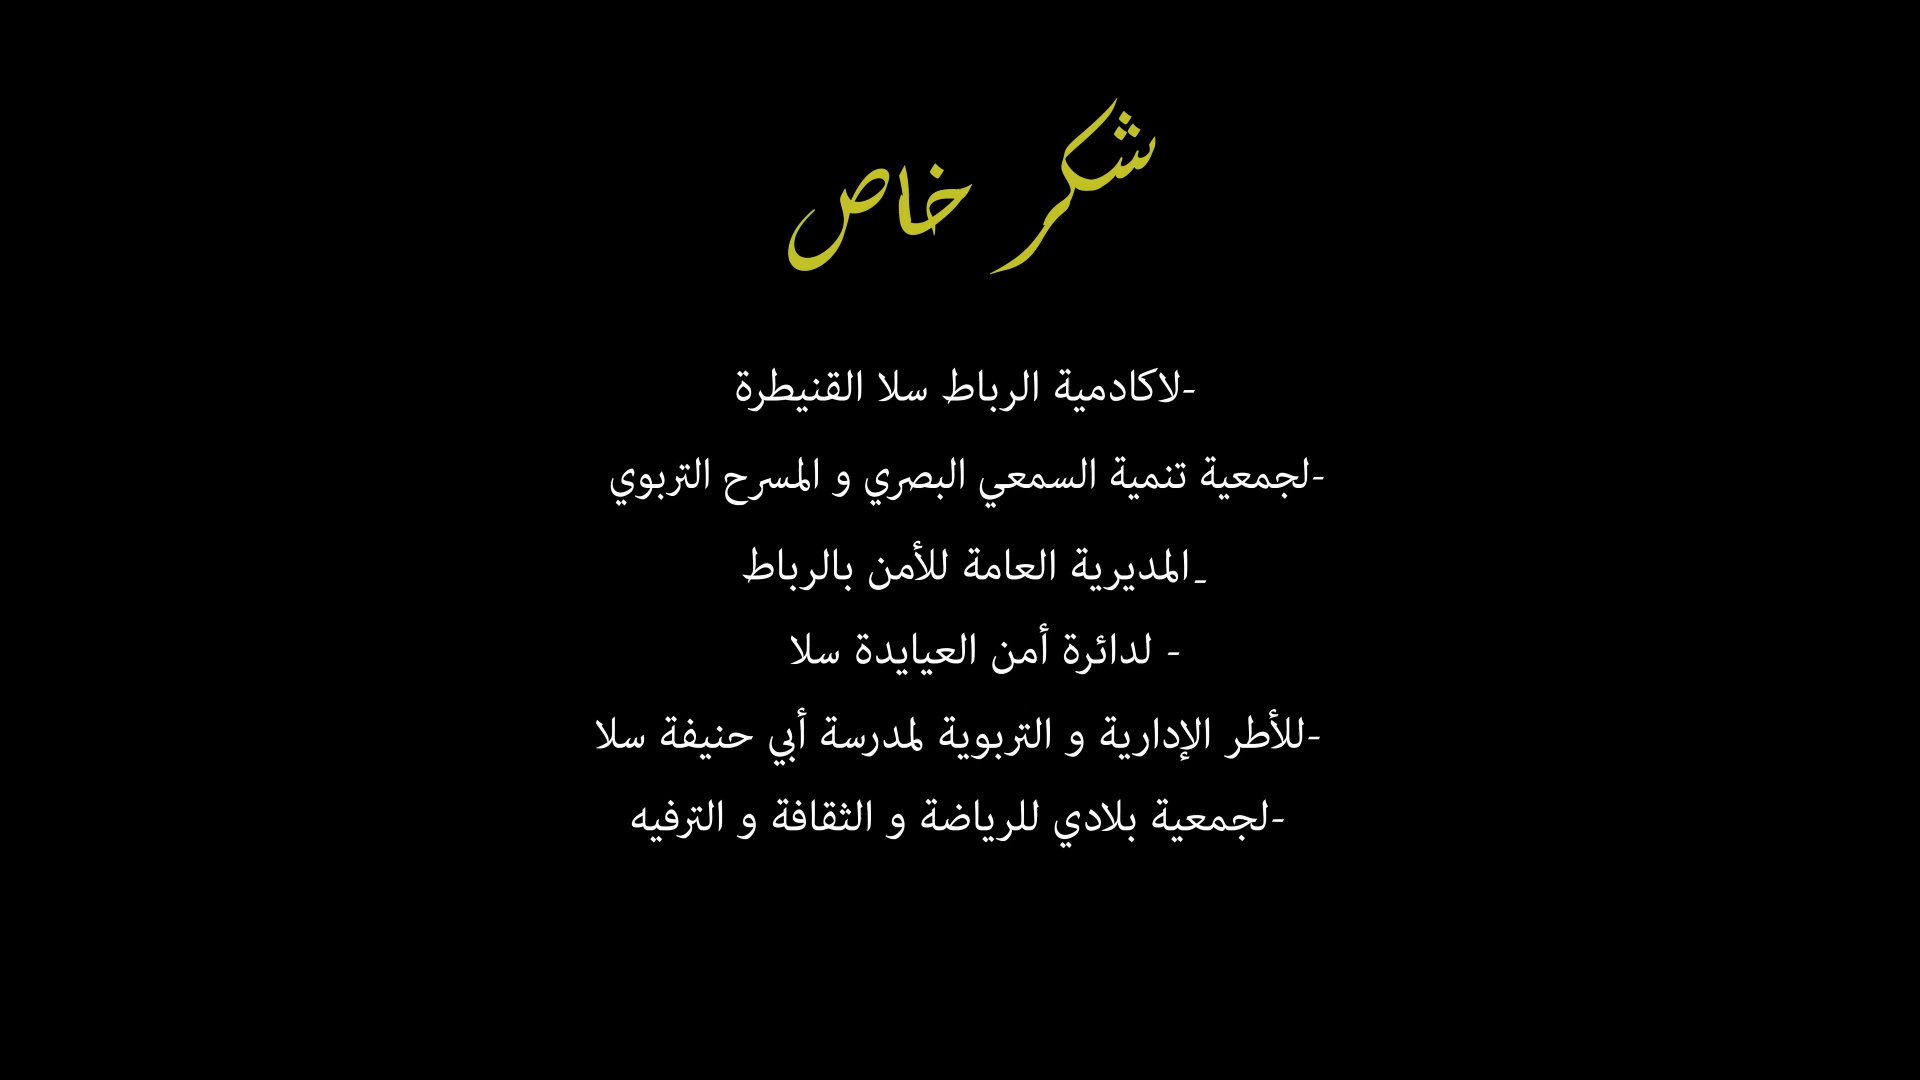 شكر خاص
-لاكادمية الرباط سلا القنيطرة
-لجمعية تنمية السمعي البصري و المسرح التربوي
_المديرية العامة للأمن بالرباط
- لدائرة أمن العيايدة سلا
-للأطر الإدارية و التربوية لمدرسة أبي حنيفة سلا
-لجمعية بلادي للرياضة و الثقافة و الترفيه